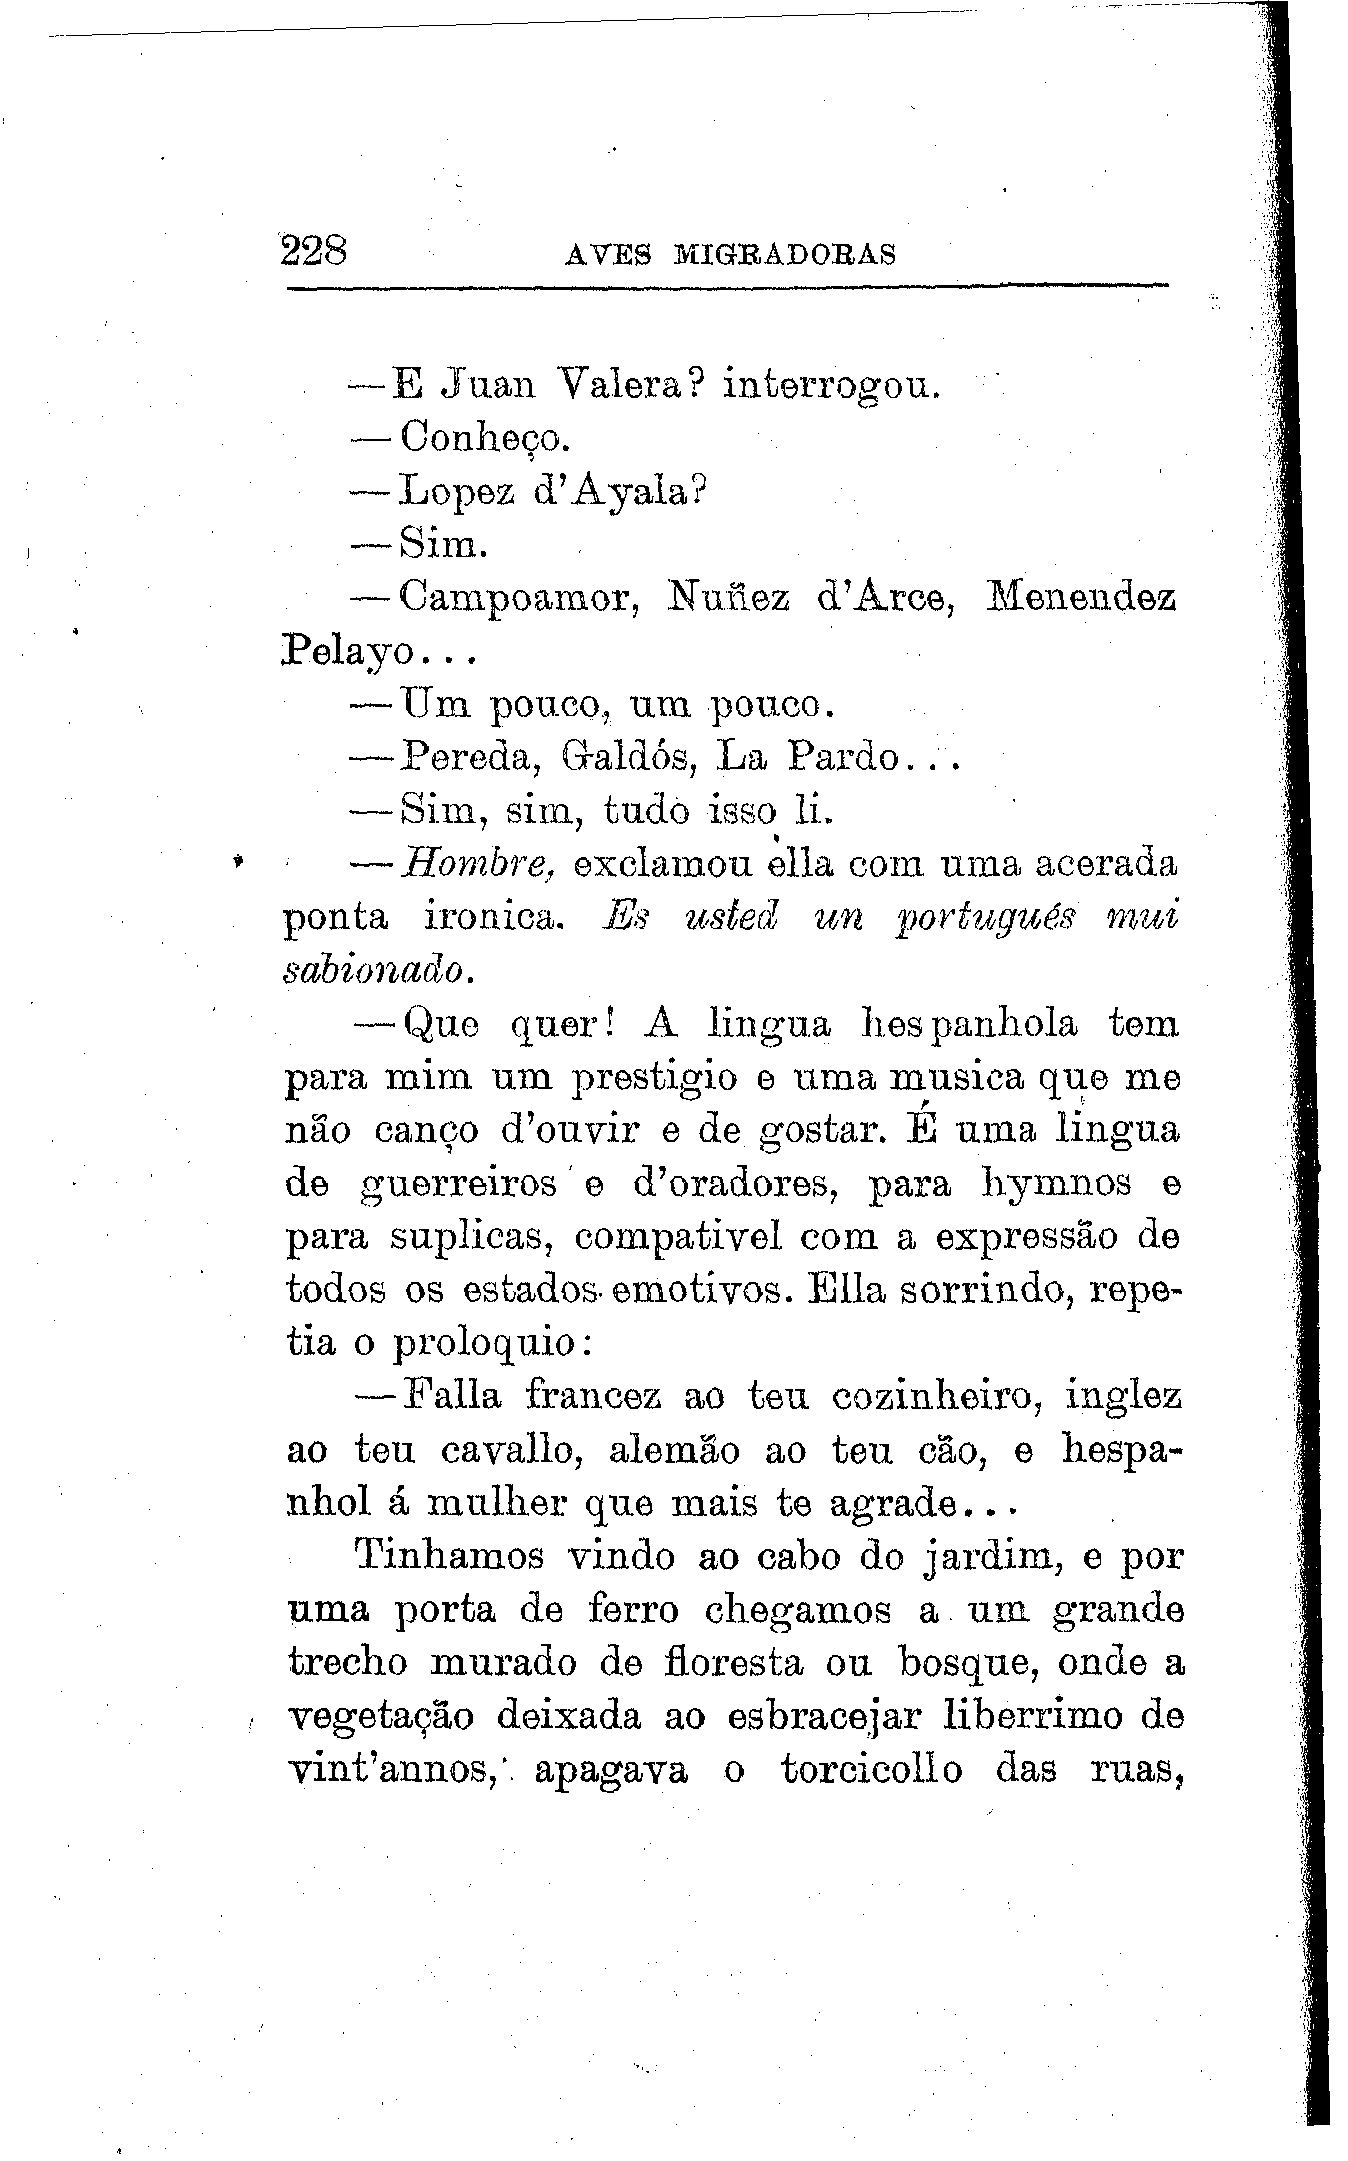 228 AVES MIGRADORAS
—E Juan Valera? interrogou.
—Conheço.
—Lopez d'Ayala?
—Sim.
—Campoamor, Nuñez d'Arce, Menendez
Pelayo...
—Um pouco, um pouco.
—Pereda, Galdós, La Pardo...
—Sim, sim, tudo isso li.
—Hombre, exclamou ella com uma acerada
ponta ironica. Es usted un portugués mui
sabionado.
—Que quer! A lingua hespanhola tem
para mim um prestigio e uma musica que me
não canço d'ouvir e de gostar. É uma lingua
de guerreiros e d'oradores, para hymnos e
para suplicas, compativel com a expressão de
todos os estados emotivos. Ella sorrindo, repe-
tia o proloquio:
—Falla francez ao teu cozinheiro, inglez
ao teu cavallo, alemão ao teu cão, e hespa-
nhol á mulher que mais te agrade...
Tinhamos vindo ao cabo do jardim, e por
uma porta de ferro chegamos a um grande
trecho murado de floresta ou bosque, onde a
vegetação deixada ao esbracejar liberrimo de
vint'annos, apagava o torcicollo das ruas,